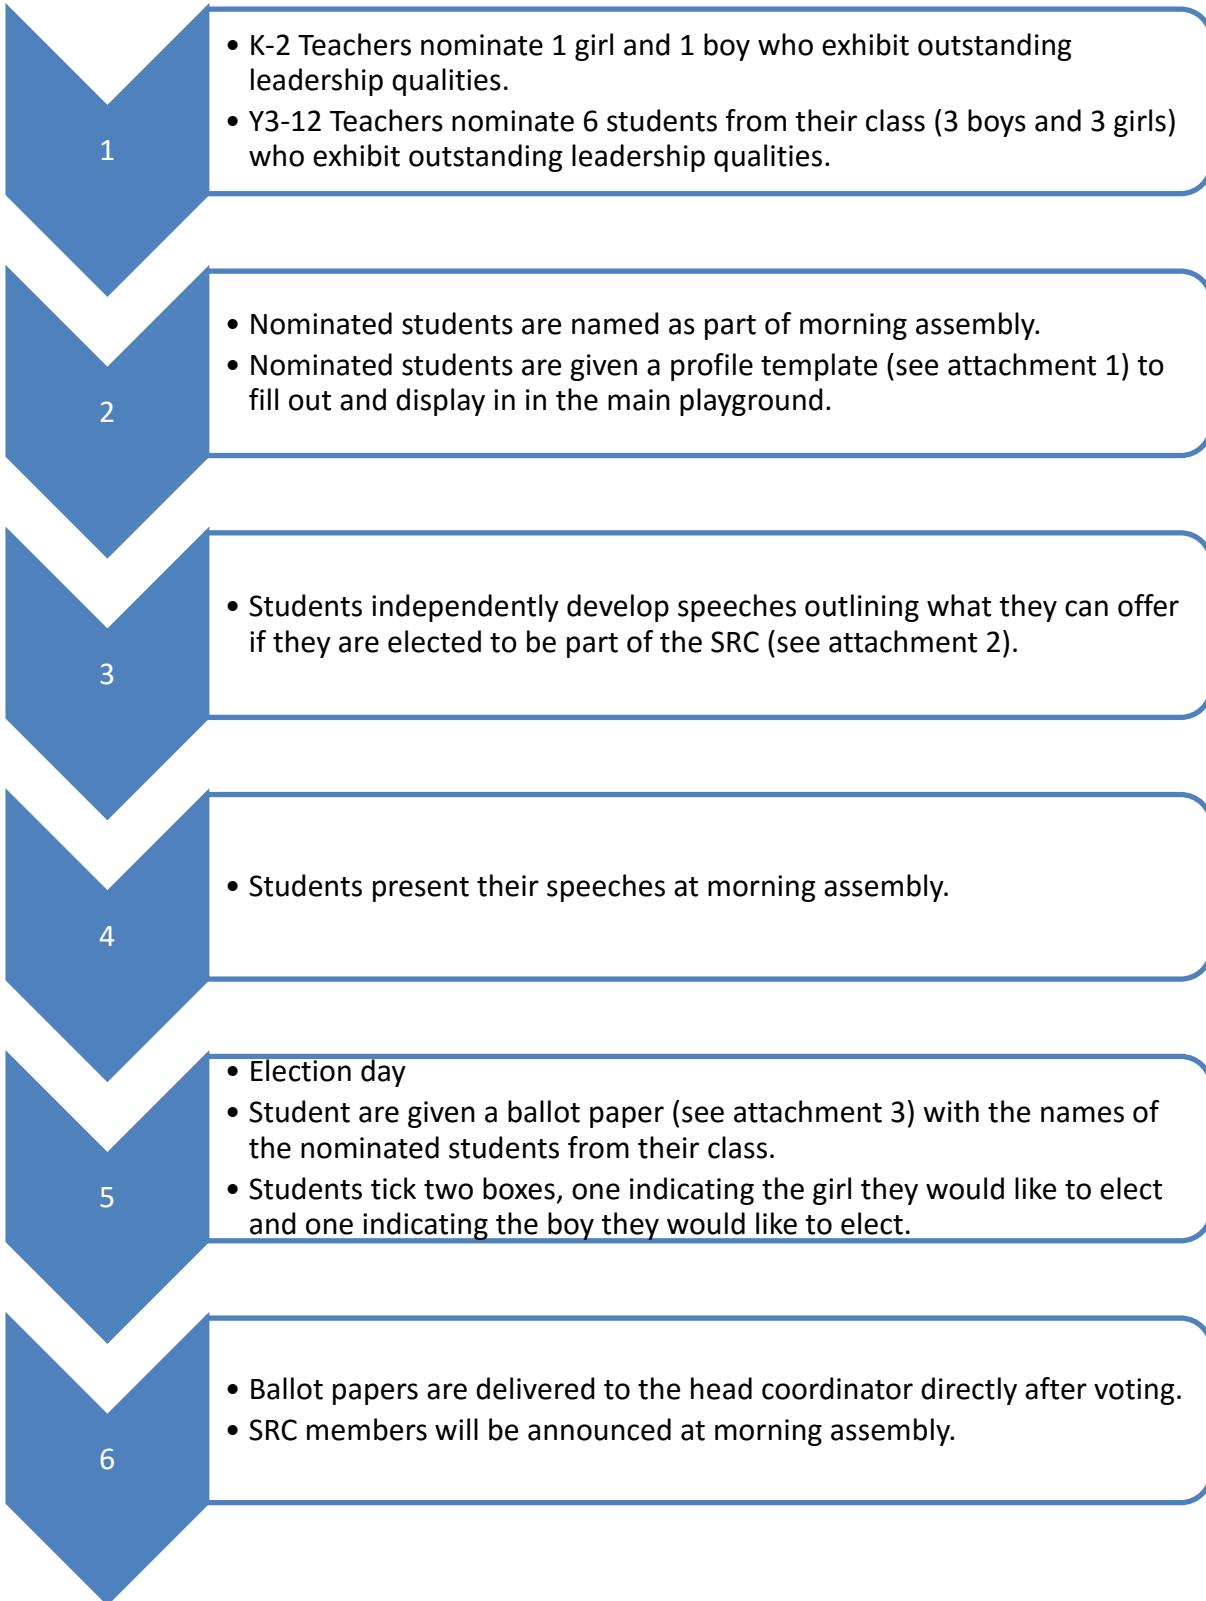 1
• K-2 Teachers nominate 1 girl and 1 boy who exhibit outstanding
leadership qualities.
• Y3-12 Teachers nominate 6 students from their class (3 boys and 3 girls)
who exhibit outstanding leadership qualities.
2
• Nominated students are named as part of morning assembly.
• Nominated students are given a profile template (see attachment 1) to
fill out and display in in the main playground.
3
• Students independently develop speeches outlining what they can offer
if they are elected to be part of the SRC (see attachment 2).
4
• Students present their speeches at morning assembly.
5
• Election day
• Student are given a ballot paper (see attachment 3) with the names of
the nominated students from their class.
• Students tick two boxes, one indicating the girl they would like to elect
and one indicating the boy they would like to elect.
6
• Ballot papers are delivered to the head coordinator directly after voting.
• SRC members will be announced at morning assembly.